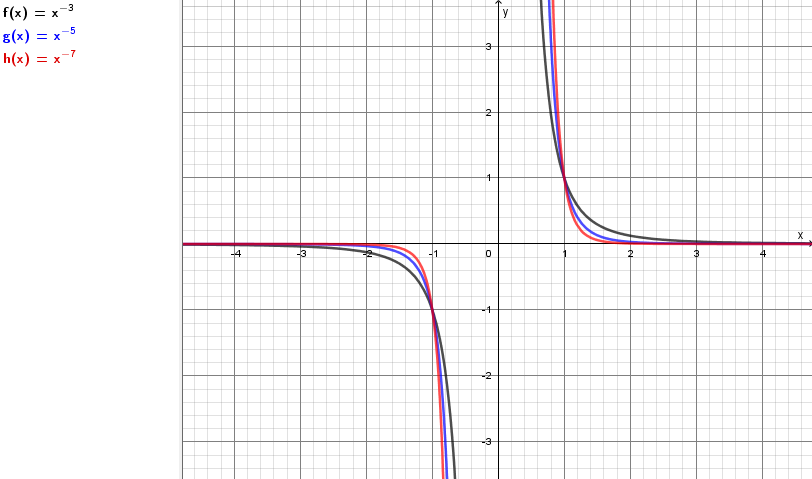 f(x) = x⁻³
g(x) = x⁻⁵
h(x) = x⁻⁷
y
3
2
1
x
-4 -3 -2 -1 0 1 2 3 4
-1
-2
-3